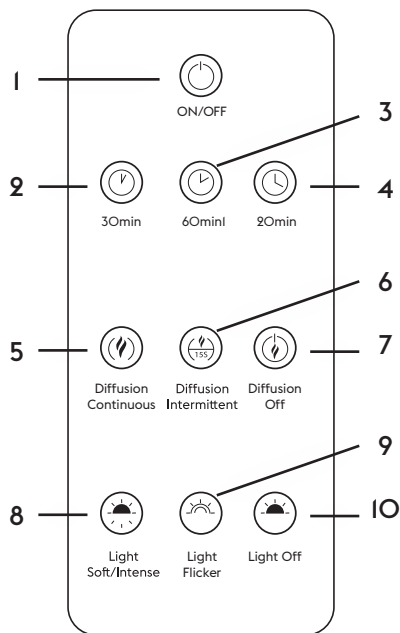 1
ON/OFF
3
2
4
30min 60minl 20min
6
5
15S
7
Diffusion Continuous
Diffusion Intermittent
Diffusion Off
9
8
10
Light Soft/Intense
Light Flicker
Light Off